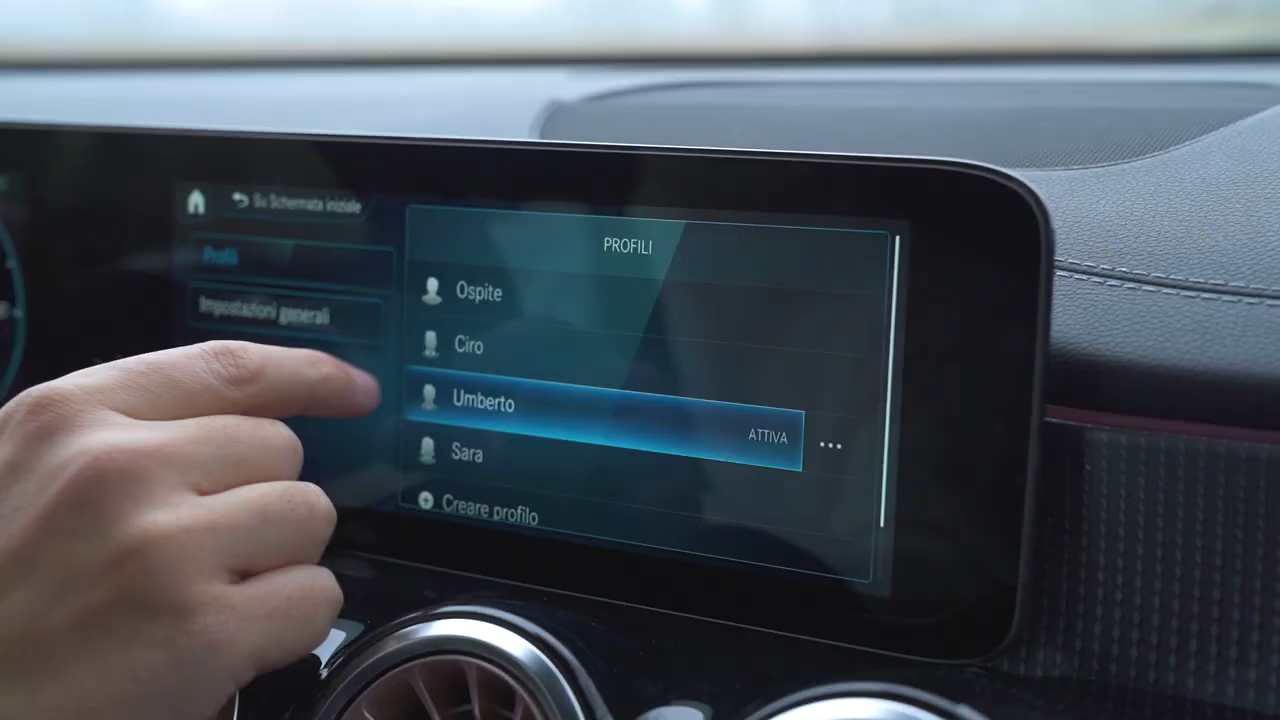 Su Schermata iniziale
Profili
Impostazioni generali
PROFILI
Ospite
Ciro
Umberto
ATTIVA
Sara
Creare profilo